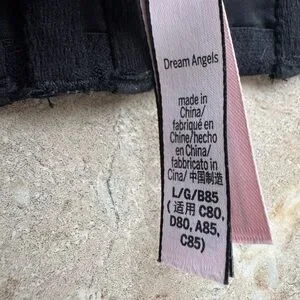 Dream Angels
made in
China/
fabriqué en
Chine/hecho
en China/
fabbricato in
Cina/ 中国制造
L/G/B85
(适用 C80,
D80, A85,
C85)